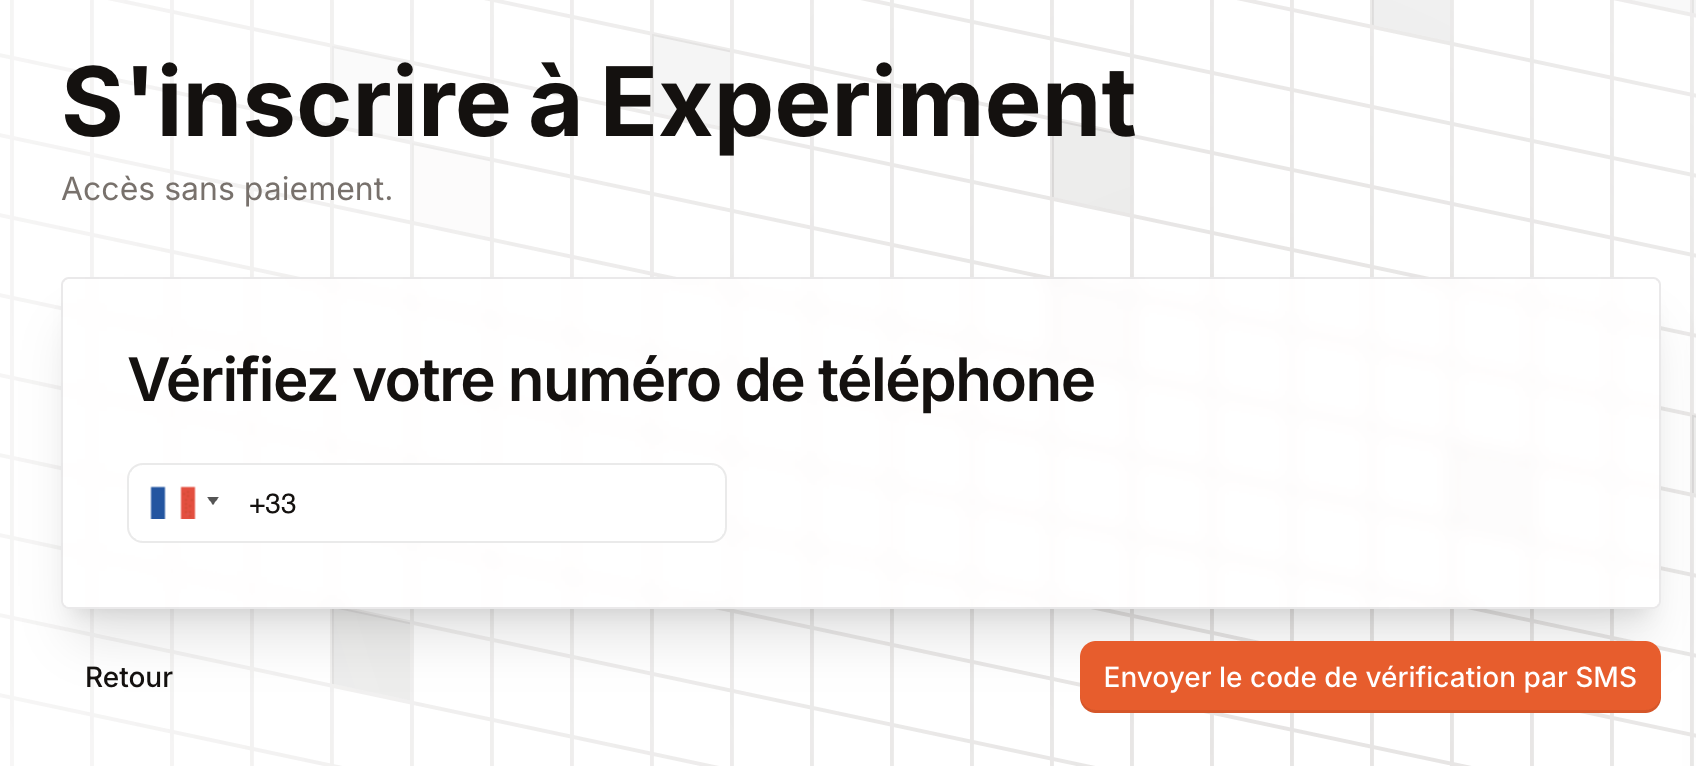 S'inscrire à Experiment
Accès sans paiement.
Vérifiez votre numéro de téléphone
+33
Retour
Envoyer le code de vérification par SMS